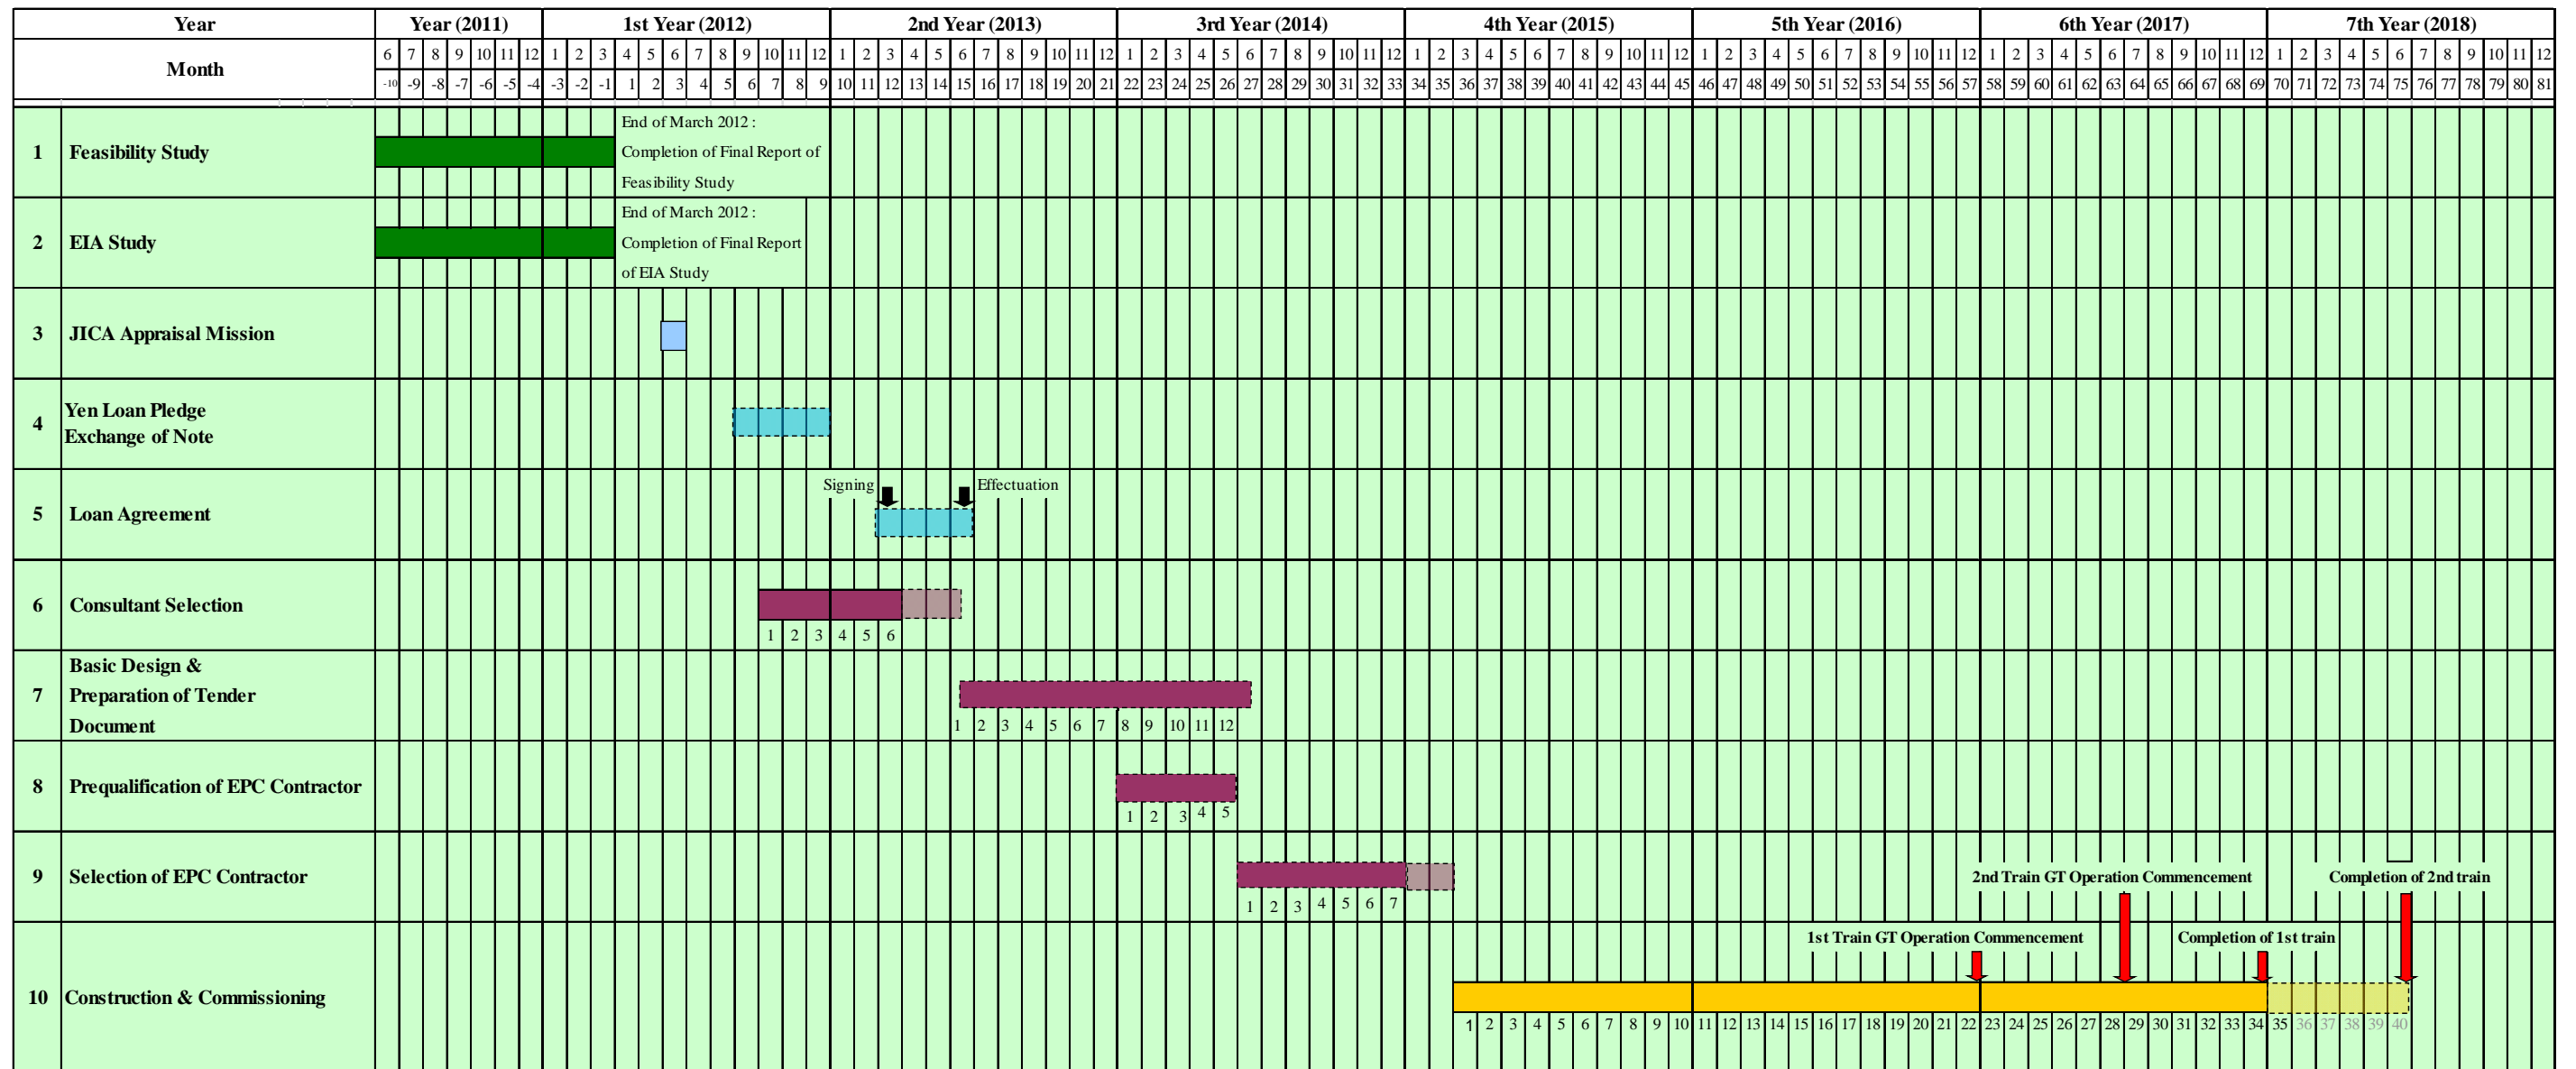 Year Year (2011) 1st Year (2012) 2nd Year (2013) 3rd Year (2014) 4th Year (2015) 5th Year (2016) 6th Year (2017) 7th Year (2018)
Month
6 7 8 9 10 11 12 1 2 3 4 5 6 7 8 9 10 11 12 1 2 3 4 5 6 7 8 9 10 11 12 1 2 3 4 5 6 7 8 9 10 11 12 1 2 3 4 5 6 7 8 9 10 11 12 1 2 3 4 5 6 7 8 9 10 11 12 1 2 3 4 5 6 7 8 9 10 11 12 1 2 3 4 5 6 7 8 9 10 11 12
-10 -9 -8 -7 -6 -5 -4 -3 -2 -1 1 2 3 4 5 6 7 8 9 10 11 12 13 14 15 16 17 18 19 20 21 22 23 24 25 26 27 28 29 30 31 32 33 34 35 36 37 38 39 40 41 42 43 44 45 46 47 48 49 50 51 52 53 54 55 56 57 58 59 60 61 62 63 64 65 66 67 68 69 70 71 72 73 74 75 76 77 78 79 80 81
End of March 2012 :
1 Feasibility Study Completion of Final Report of
Feasibility Study
End of March 2012 :
2 EIA Study Completion of Final Report
of EIA Study
3 JICA Appraisal Mission
Yen Loan Pledge
4
Exchange of Note
Signing Effectuation
5 Loan Agreement
6 Consultant Selection
1 2 3 4 5 6
Basic Design &
7 Preparation of Tender
Document
1 2 3 4 5 6 7 8 9 10 11 12
8 Prequalification of EPC Contractor
1 2 3 4 5
9 Selection of EPC Contractor 2nd Train GT Operation Commencement Completion of 2nd train
1 2 3 4 5 6 7
1st Train GT Operation Commencement Completion of 1st train
10 Construction & Commissioning
1 2 3 4 5 6 7 8 9 10 11 12 13 14 15 16 17 18 19 20 21 22 23 24 25 26 27 28 29 30 31 32 33 34 35 36 37 38 39 40